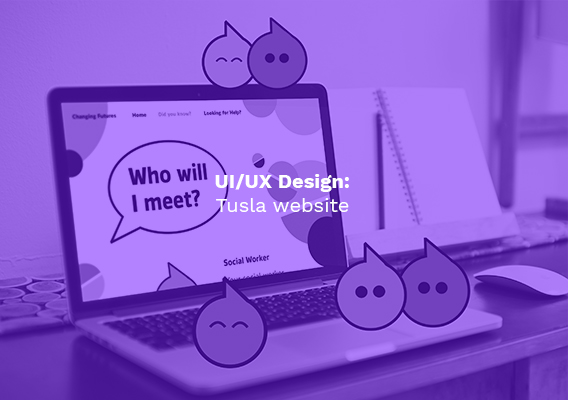 Changing Futures Home Did you know? Looking for Help?
Who will
I meet?
UI/UX Design:
Tusla website
Social Worker